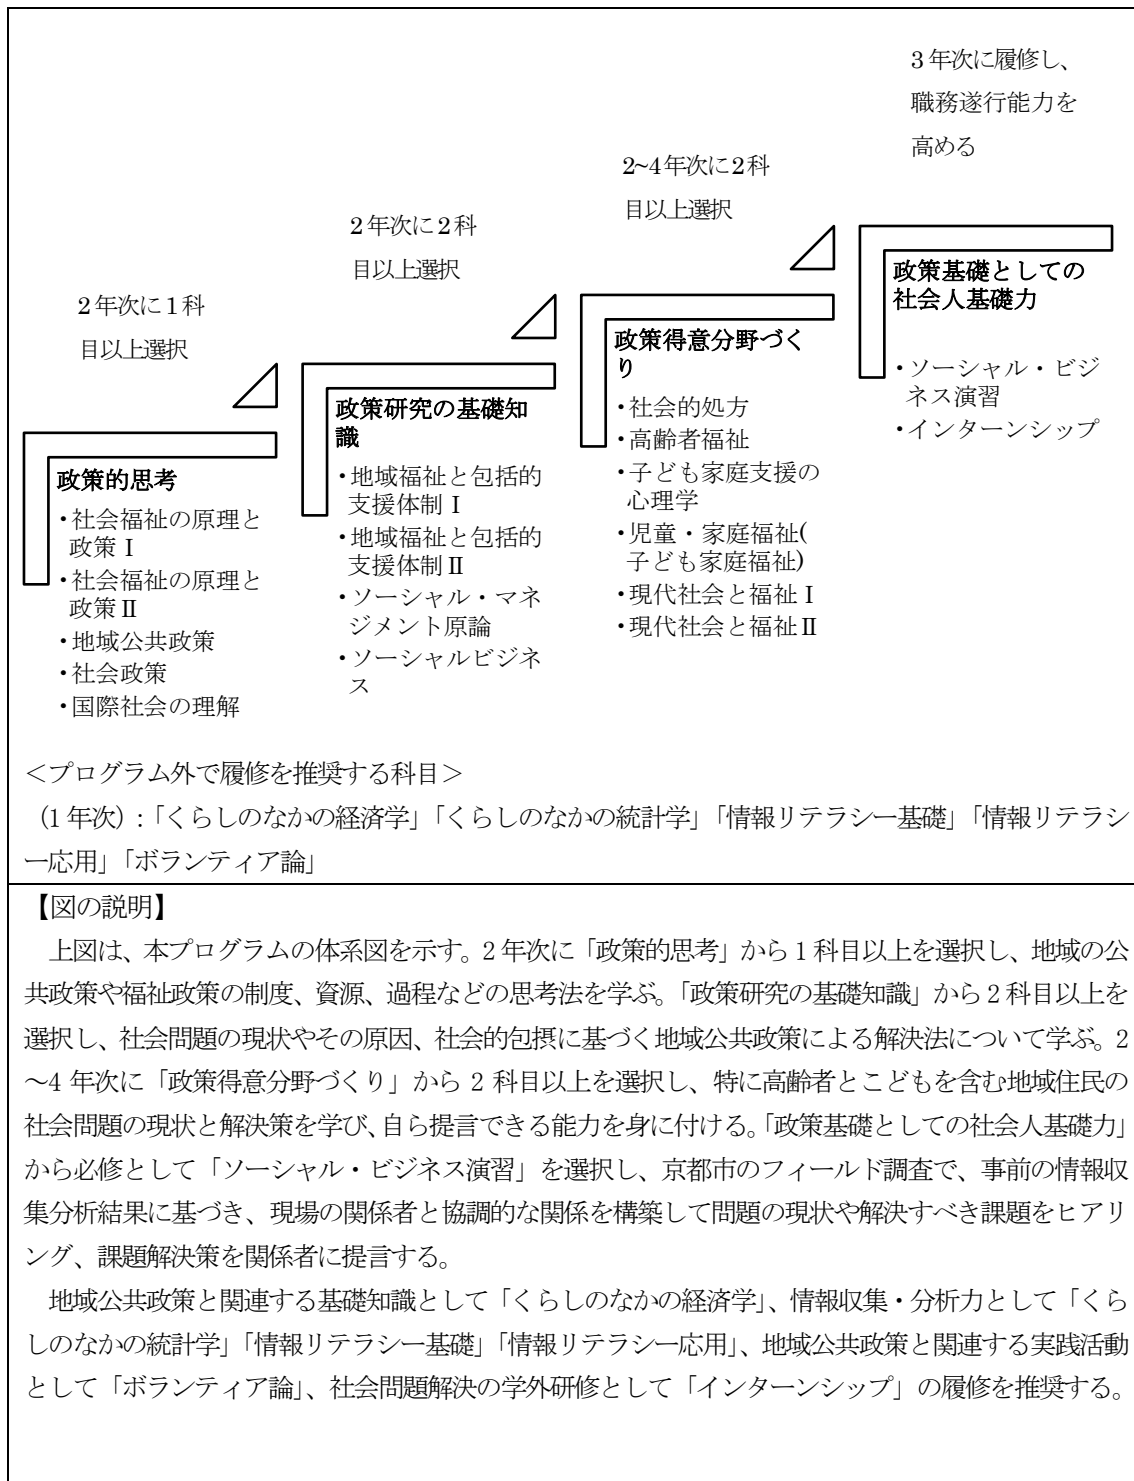 2年次に1科
目以上選択
政策的思考
・社会福祉の原理と
政策Ⅰ
・社会福祉の原理と
政策Ⅱ
・地域公共政策
・社会政策
・国際社会の理解
2年次に2科
目以上選択
政策研究の基礎知
識
・地域福祉と包括的
支援体制Ⅰ
・地域福祉と包括的
支援体制Ⅱ
・ソーシャル・マネ
ジメント原論
・ソーシャルビジネ
ス
2~4年次に2科
目以上選択
政策得意分野づく
り
・社会的処方
・高齢者福祉
・子ども家庭支援の
心理学
・児童・家庭福祉(
子ども家庭福祉)
・現代社会と福祉Ⅰ
・現代社会と福祉Ⅱ
3年次に履修し、
職務遂行能力を
高める
政策基礎としての
社会人基礎力
・ソーシャル・ビジ
ネス演習
・インターンシップ
＜プログラム外で履修を推奨する科目＞
（1年次）：「くらしのなかの経済学」「くらしのなかの統計学」「情報リテラシー基礎」「情報リテラシ
ー応用」「ボランティア論」
【図の説明】
上図は、本プログラムの体系図を示す。2年次に「政策的思考」から1科目以上を選択し、地域の公
共政策や福祉政策の制度、資源、過程などの思考法を学ぶ。「政策研究の基礎知識」から2科目以上を
選択し、社会問題の現状やその原因、社会的包摂に基づく地域公共政策による解決法について学ぶ。2
～4年次に「政策得意分野づくり」から2科目以上を選択し、特に高齢者とこどもを含む地域住民の
社会問題の現状と解決策を学び、自ら提言できる能力を身に付ける。「政策基礎としての社会人基礎力」
から必修として「ソーシャル・ビジネス演習」を選択し、京都市のフィールド調査で、事前の情報収
集分析結果に基づき、現場の関係者と協調的な関係を構築して問題の現状や解決すべき課題をヒアリ
ング、課題解決策を関係者に提言する。
地域公共政策と関連する基礎知識として「くらしのなかの経済学」、情報収集・分析力として「くら
しのなかの統計学」「情報リテラシー基礎」「情報リテラシー応用」、地域公共政策と関連する実践活動
として「ボランティア論」、社会問題解決の学外研修として「インターンシップ」の履修を推奨する。